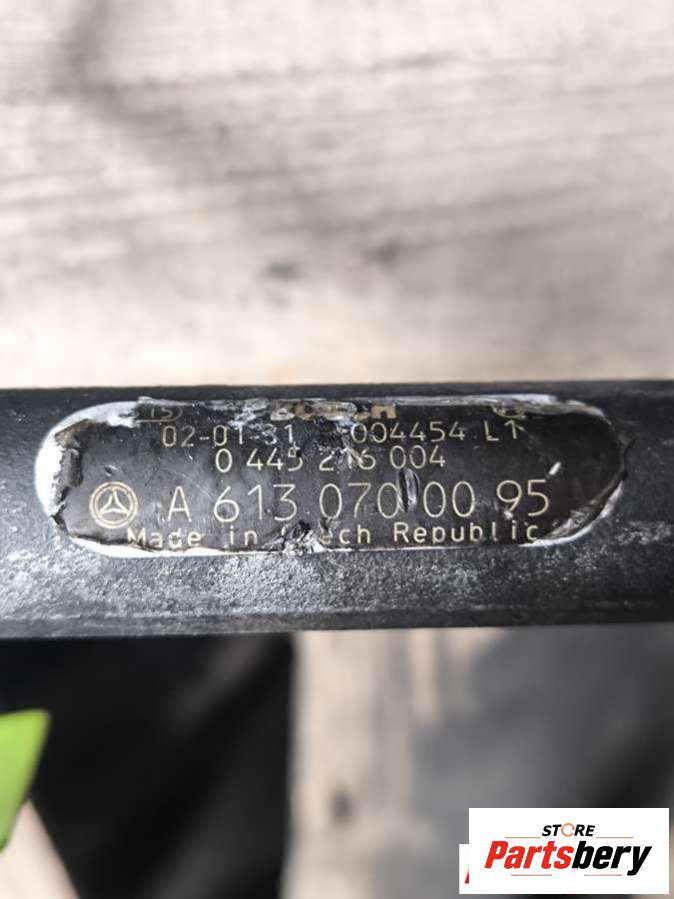 15 BOSCH
02-01-31 004454 L1
0 445 216 004
A 613 070 00 95
Made in Czech Republic
STORE
Partsbery